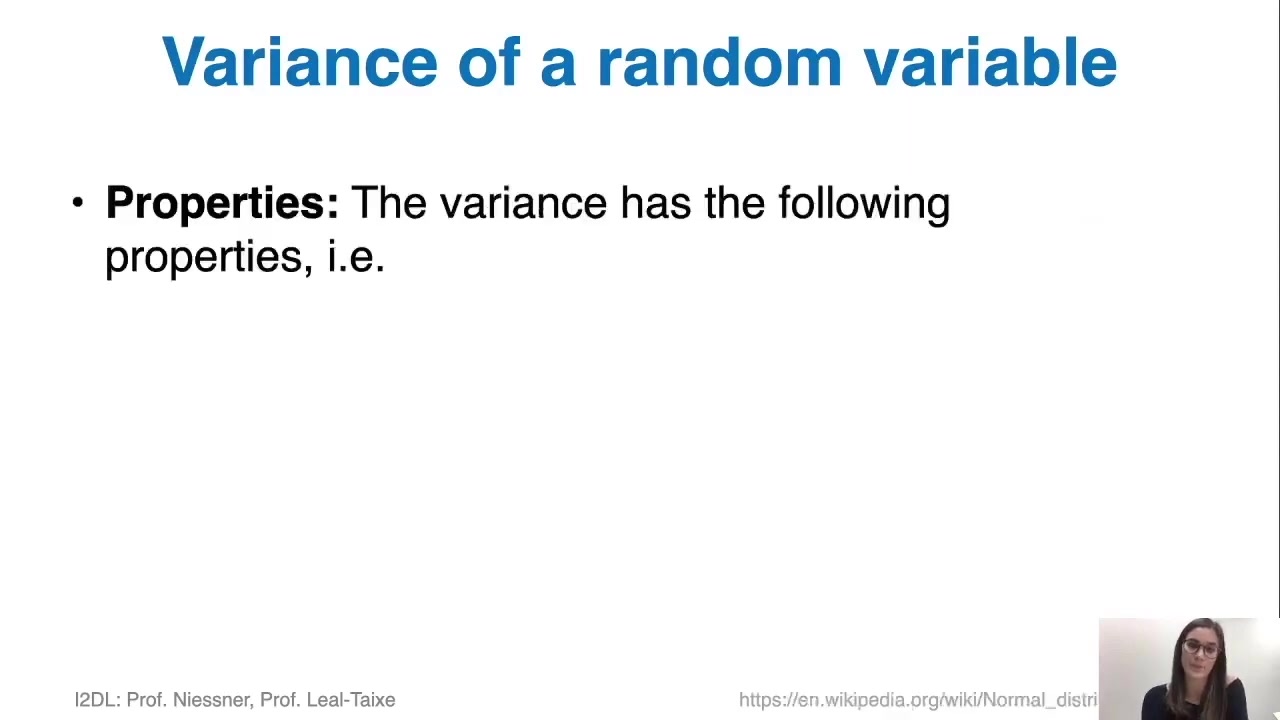 Variance of a random variable
• Properties: The variance has the following
properties, i.e.
I2DL: Prof. Niessner, Prof. Leal-Taixe
https://en.wikipedia.org/wiki/Normal_distri